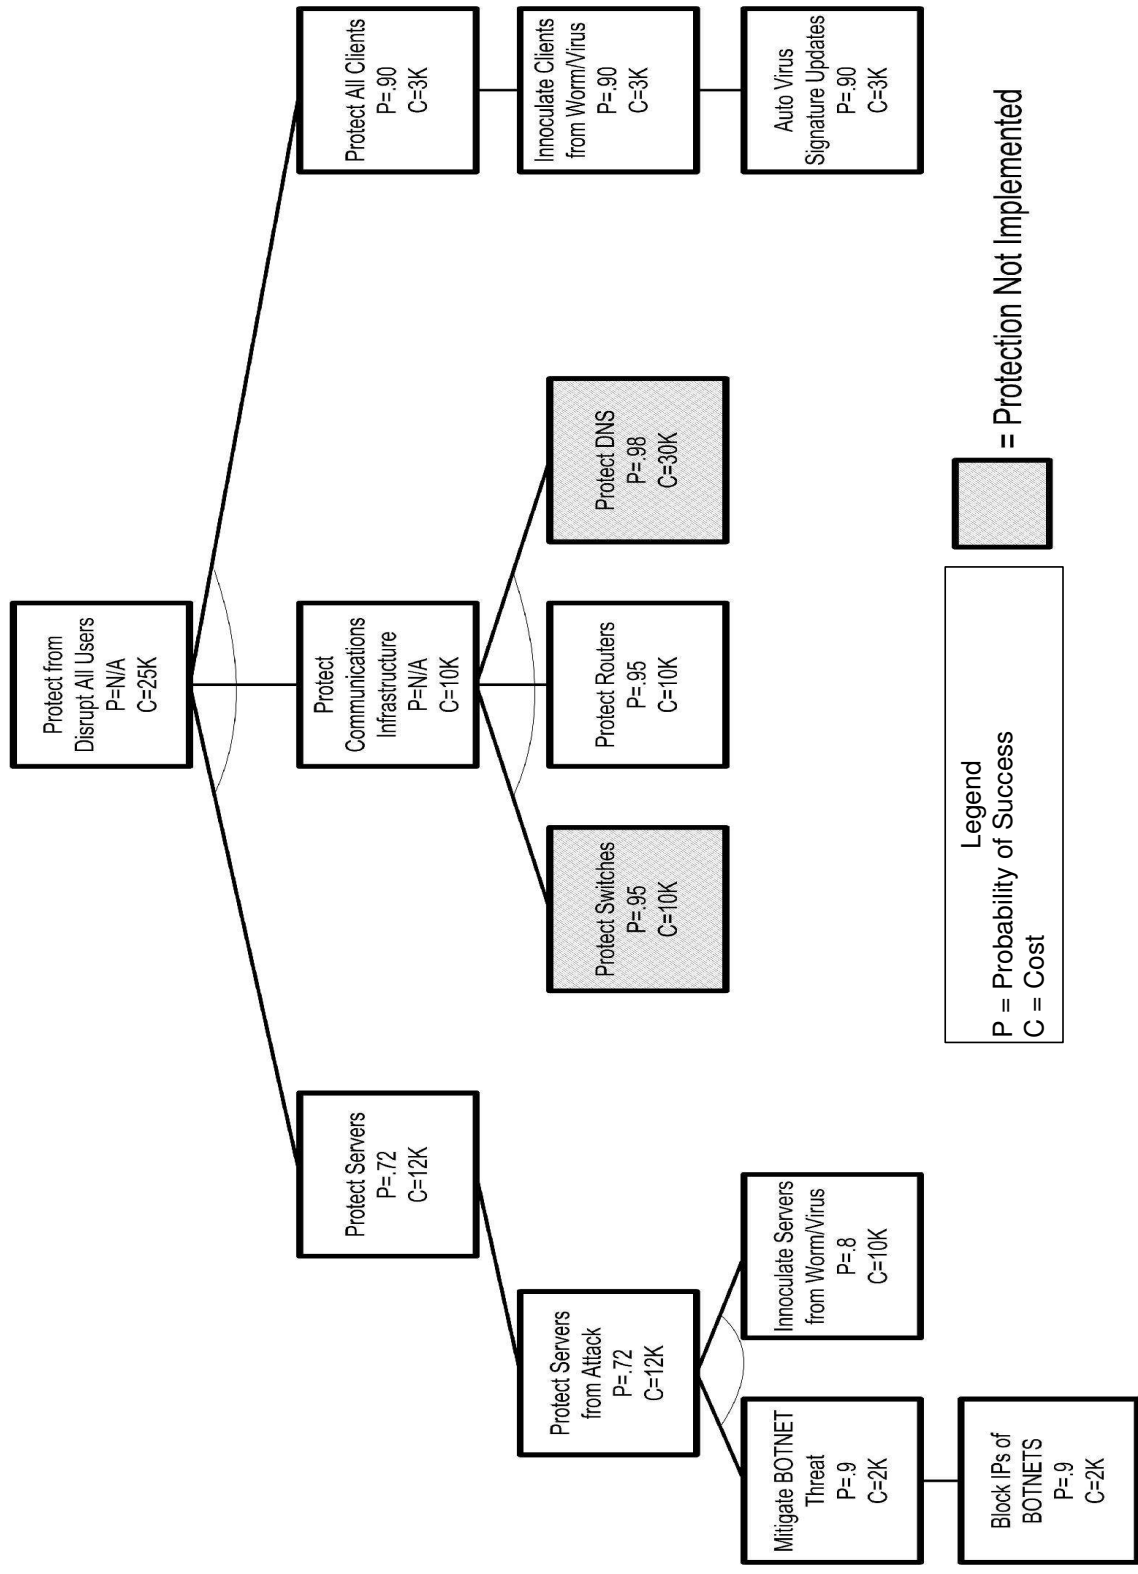 Protect from
Disrupt All Users
P=N/A
C=25K
Protect Servers
P=.72
C=12K
Protect
Communications
Infrastructure
P=N/A
C=10K
Protect All Clients
P=.90
C=3K
Protect Servers
from Attack
P=.72
C=12K
Protect Switches
P=.95
C=10K
Protect Routers
P=.95
C=10K
Protect DNS
P=.98
C=30K
Innoculate Clients
from Worm/Virus
P=.90
C=3K
Mitigate BOTNET
Threat
P=.9
C=2K
Innoculate Servers
from Worm/Virus
P=.8
C=10K
Auto Virus
Signature Updates
P=.90
C=3K
Block IPs of
BOTNETS
P=.9
C=2K
Legend
P = Probability of Success
C = Cost
= Protection Not Implemented